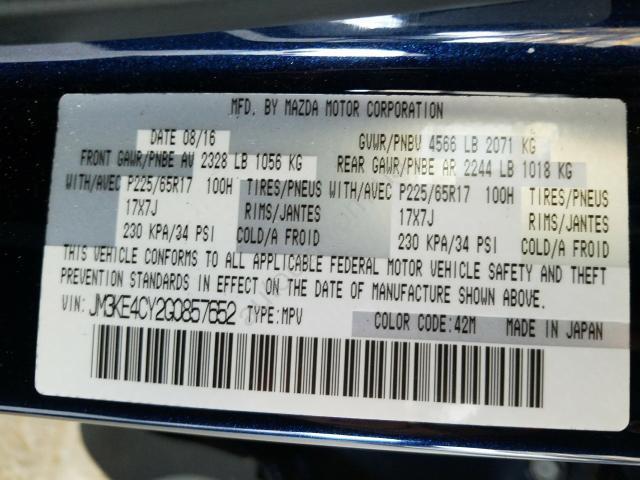 MFD. BY MAZDA MOTOR CORPORATION
DATE 08/16 GVWR/PNBV 4566 LB 2071 KG
FRONT GAWR/PNBE AV 2328 LB 1056 KG REAR GAWR/PNBE AR 2244 LB 1018 KG
WITH/AVEC P225/65R17 100H TIRES/PNEUS WITH/AVEC P225/65R17 100H TIRES/PNEUS
17X7J RIMS/JANTES 17X7J RIMS/JANTES
230 KPA/34 PSI COLD/A FROID 230 KPA/34 PSI COLD/A FROID
THIS VEHICLE CONFORMS TO ALL APPLICABLE FEDERAL MOTOR VEHICLE SAFETY AND THEFT
PREVENTION STANDARDS IN EFFECT ON THE DATE OF MANUFACTURE SHOWN ABOVE.
VIN: JM3KE4CY2G0857652 TYPE: MPV COLOR CODE: 42M MADE IN JAPAN